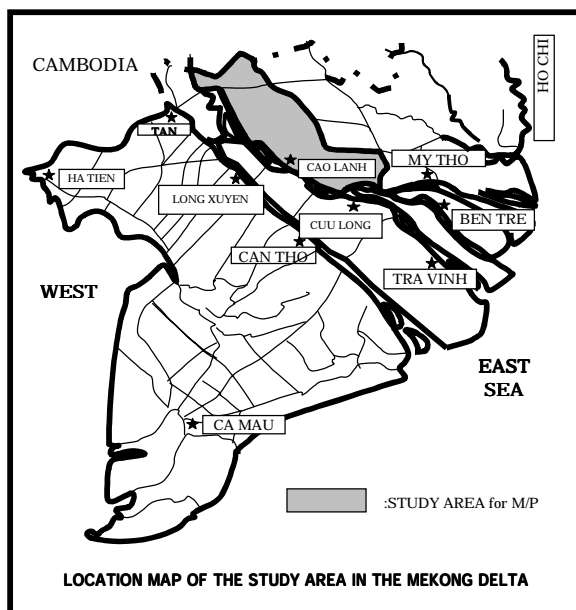 CAMBODIA
HO CHI
TAN
HA TIEN
CAO LANH
MY THO
LONG XUYEN
CUU LONG
BEN TRE
CAN THO
TRA VINH
WEST
EAST
SEA
CA MAU
:STUDY AREA for M/P
LOCATION MAP OF THE STUDY AREA IN THE MEKONG DELTA